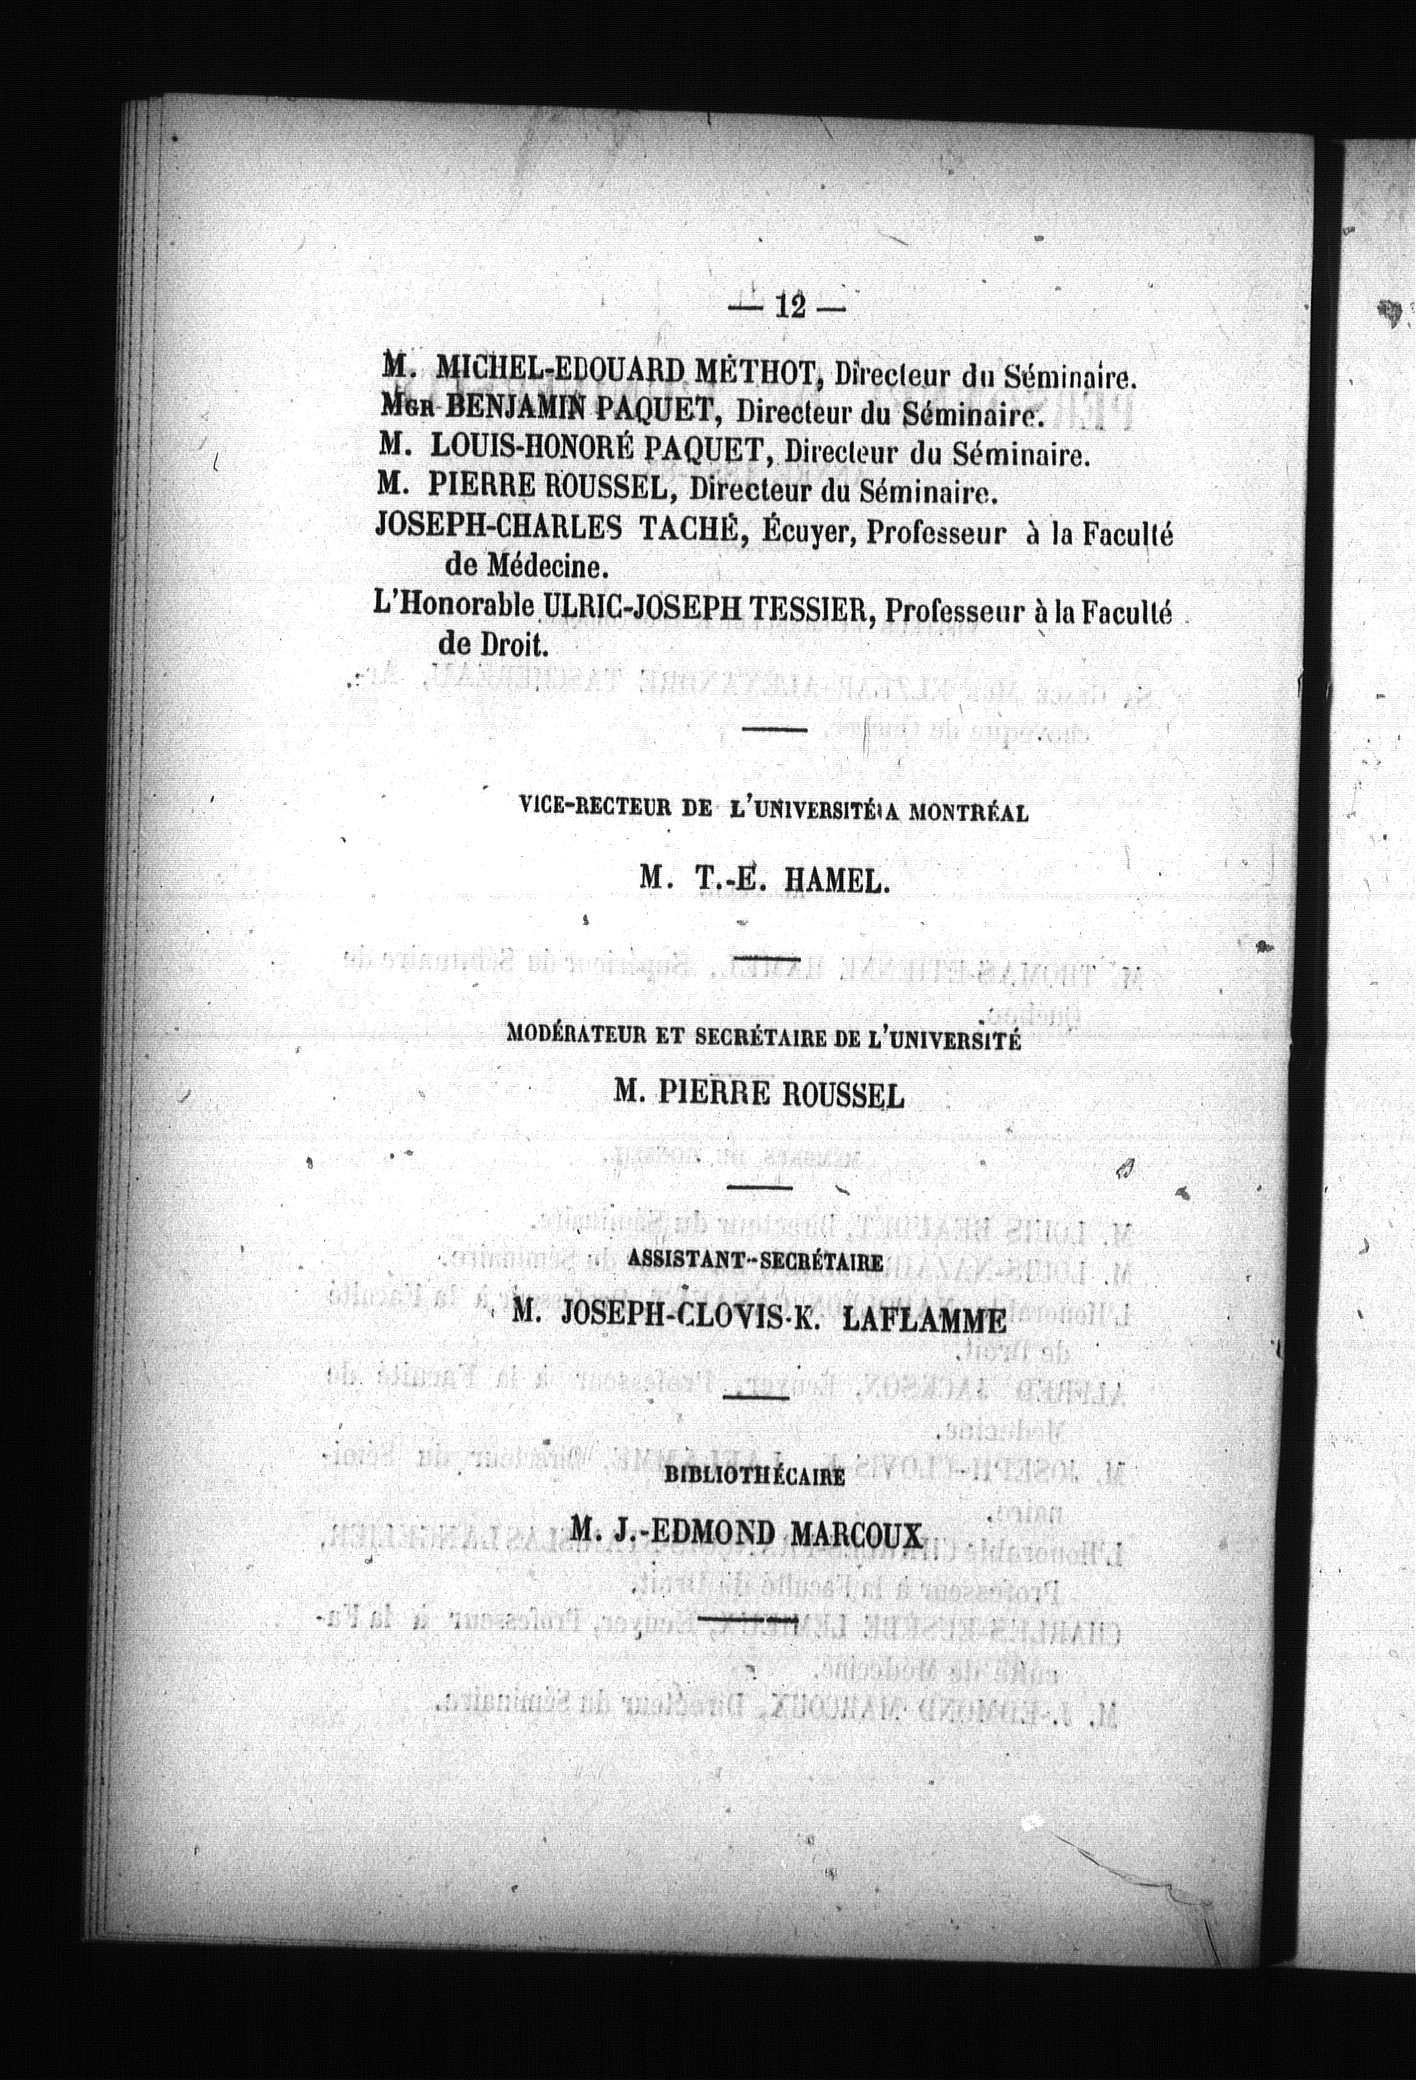 — 12 —
M. MICHEL-EDOUARD MÉTHOT, Directeur du Séminaire.
MGR BENJAMIN PAQUET, Directeur du Séminaire.
M. LOUIS-HONORÉ PAQUET, Directeur du Séminaire.
M. PIERRE ROUSSEL, Directeur du Séminaire.
JOSEPH-CHARLES TACHÉ, Écuyer, Professeur à la Faculté
de Médecine.
L'Honorable ULRIC-JOSEPH TESSIER, Professeur à la Faculté
de Droit.
VICE-RECTEUR DE L'UNIVERSITÉ A MONTRÉAL
M. T.-E. HAMEL.
MODÉRATEUR ET SECRÉTAIRE DE L'UNIVERSITÉ
M. PIERRE ROUSSEL
ASSISTANT-SECRÉTAIRE
M. JOSEPH-CLOVIS-K. LAFLAMME
BIBLIOTHÉCAIRE
M. J.-EDMOND MARCOUX